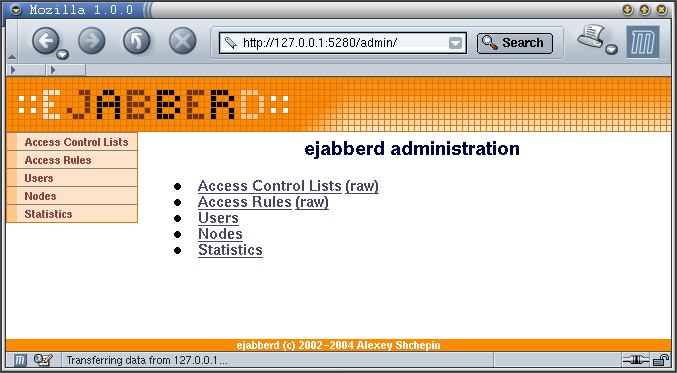 Mozilla 1.0.0
http://127.0.0.1:5280/admin/
Search
::EJABBERD::
Access Control Lists
Access Rules
Users
Nodes
Statistics
ejabberd administration
Access Control Lists (raw)
Access Rules (raw)
Users
Nodes
Statistics
ejabberd (c) 2002-2004 Alexey Shchepin
Transferring data from 127.0.0.1...